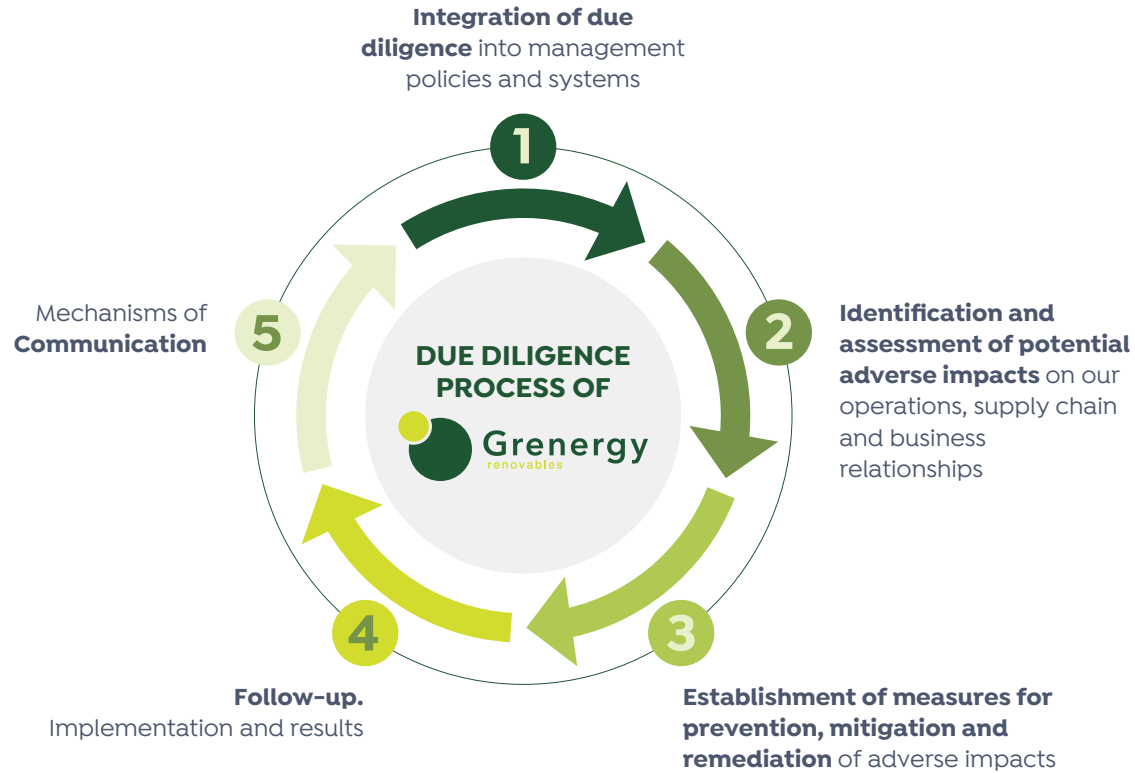 Integration of due
diligence into management
policies and systems
1
2
Identification and
assessment of potential
adverse impacts on our
operations, supply chain
and business
relationships
3
Establishment of measures for
prevention, mitigation and
remediation of adverse impacts
4
Follow-up.
Implementation and results
5
Mechanisms of
Communication
DUE DILIGENCE
PROCESS OF
Grenergy
renovables